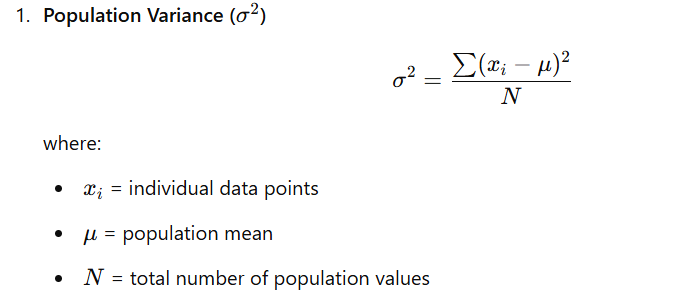 1. Population Variance (σ²)
σ² = ∑(xᵢ − μ)² / N
where:
• xᵢ = individual data points
• μ = population mean
• N = total number of population values